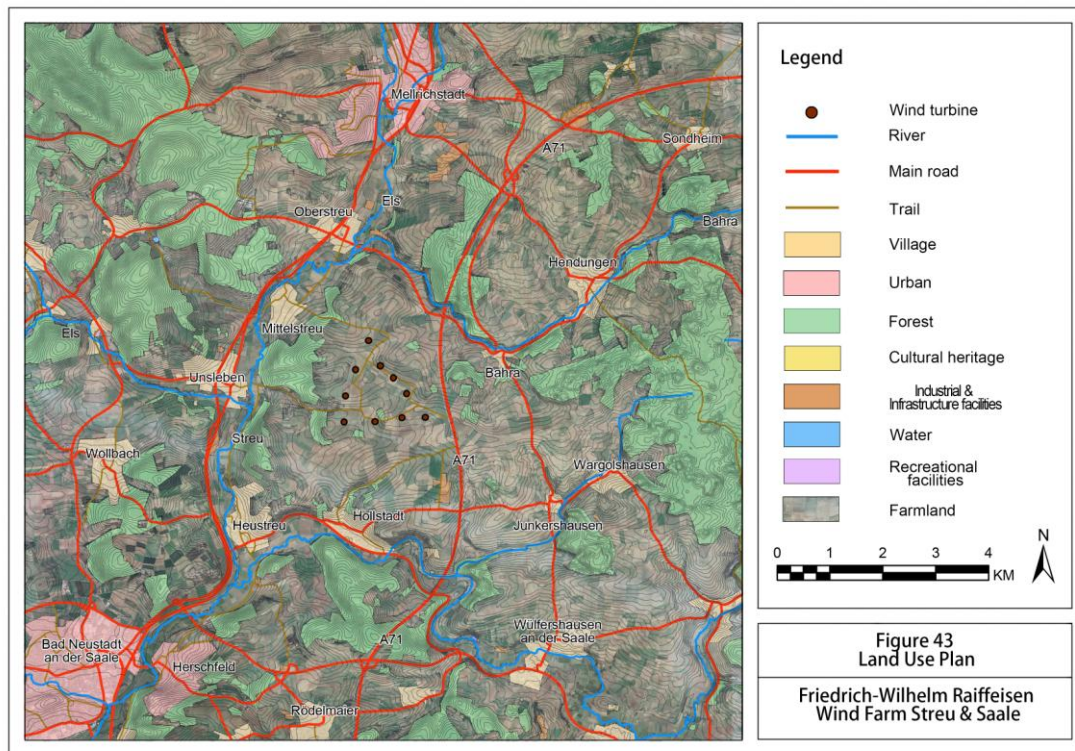 Mellrichstadt
A71
Sondheim
Els
Oberstreu
Bahra
Hendungen
Mittelstreu
Els
Unsleben
Bahra
Streu
Wollbach
A71
Wargolshausen
Heustreu
Hollstadt
Junkershausen
Wülfershausen
an der Saale
A71
Bad Neustadt
an der Saale
Herschfeld
Rödelmaier
Legend
Wind turbine
River
Main road
Trail
Village
Urban
Forest
Cultural heritage
Industrial &
Infrastructure facilities
Water
Recreational
facilities
Farmland
N
0 1 2 3 4
KM
Figure 43
Land Use Plan
Friedrich-Wilhelm Raiffeisen
Wind Farm Streu & Saale